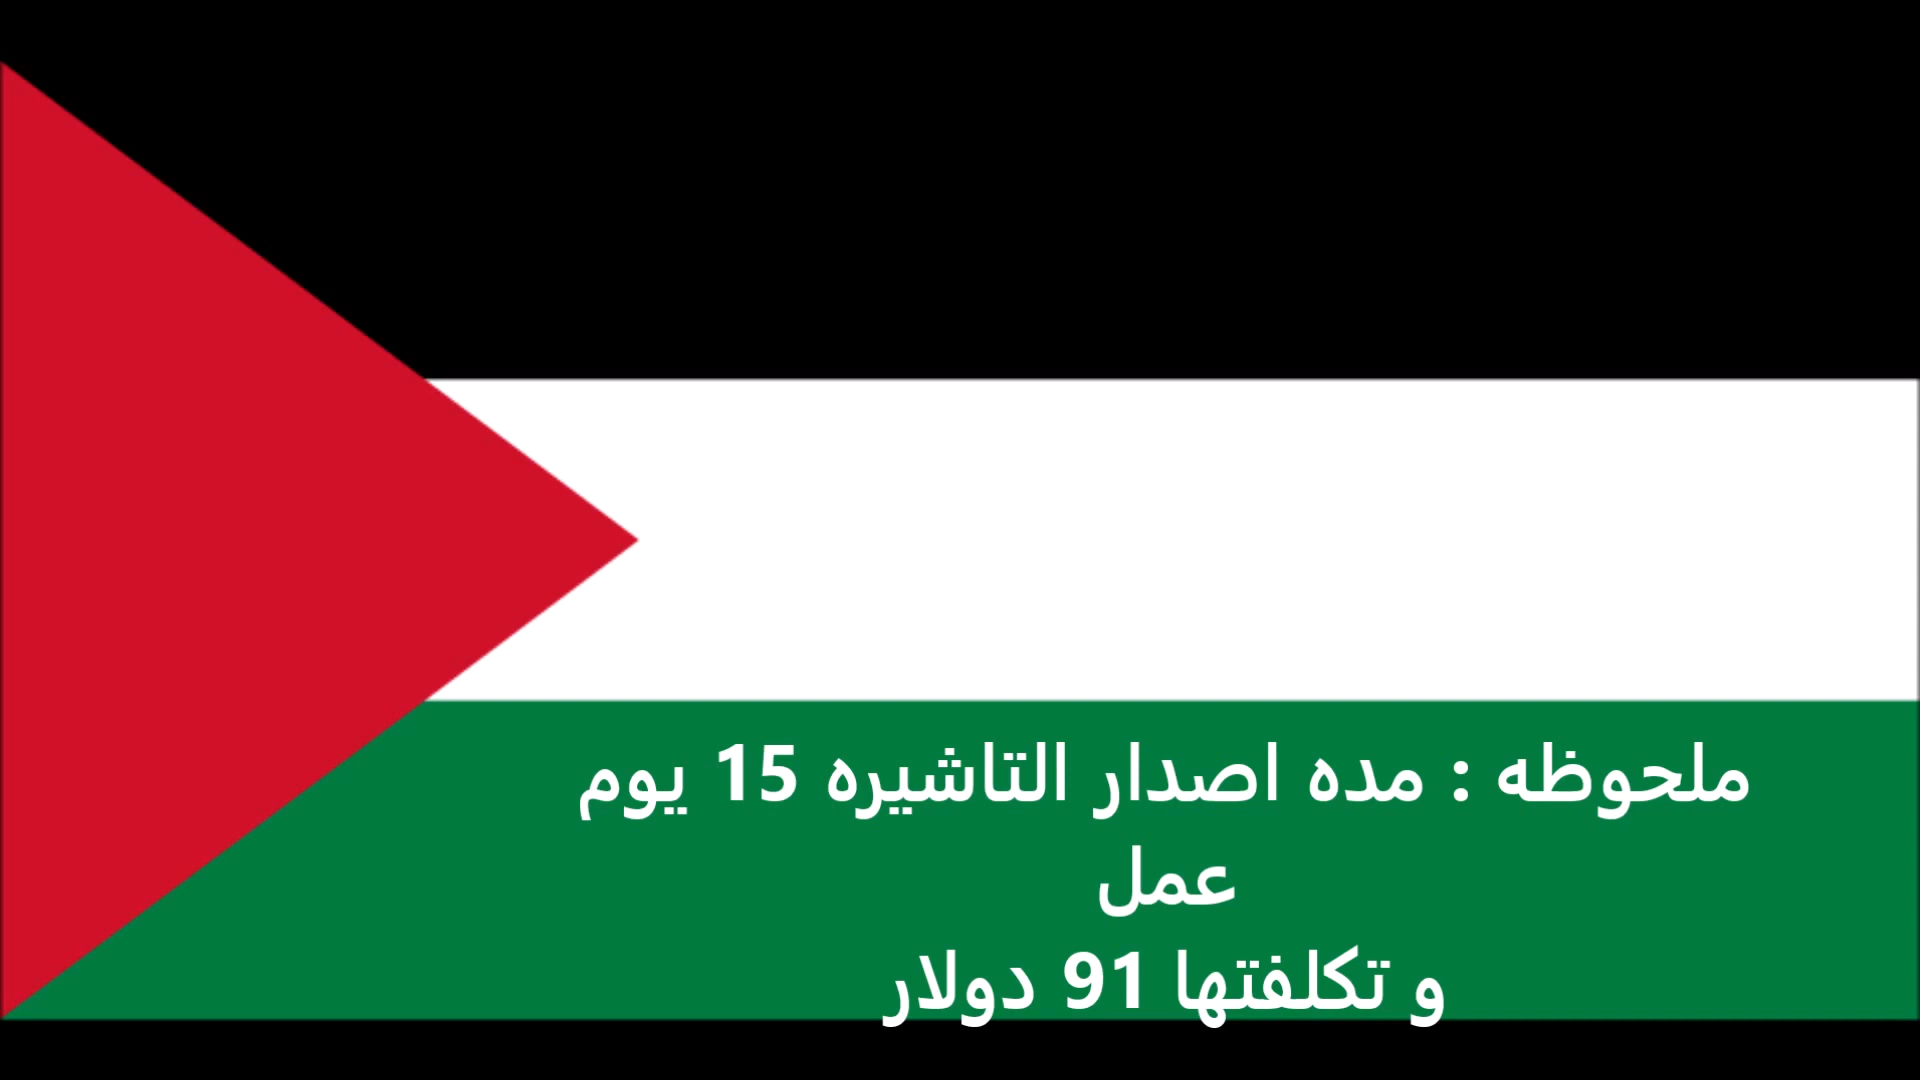 ملحوظه : مده اصدار التاشيره 15 يوم
عمل
و تكلفتها 91 دولار